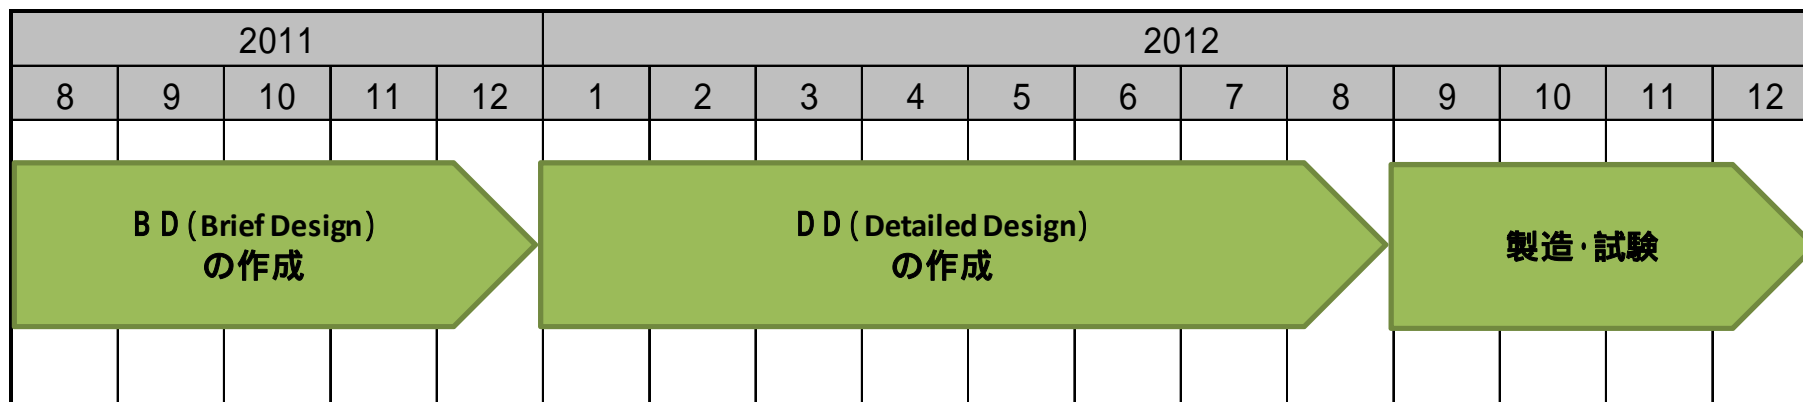 2011 2012
8 9 10 11 12 1 2 3 4 5 6 7 8 9 10 11 12
ＢＤ(Brief Design)
の作成
ＤＤ(Detailed Design)
の作成
製造・試験